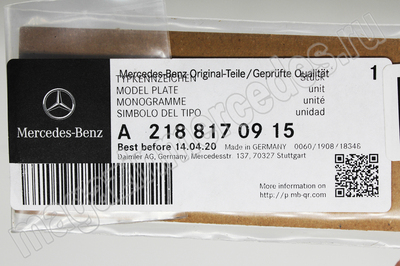 Mercedes-Benz Original-Teile/Geprüfte Qualität 1
TYPKENNZEICHEN Stück
MODEL PLATE unit
MONOGRAMME unité
SIMBOLO DEL TIPO unidad
Mercedes-Benz
A 218 817 09 15
Best before 14.04.20 Made in GERMANY 0060/1908/18346
Daimler AG, Germany, Mercedesstr. 137, 70327 Stuttgart
More information on
http://p.mb-qr.com/